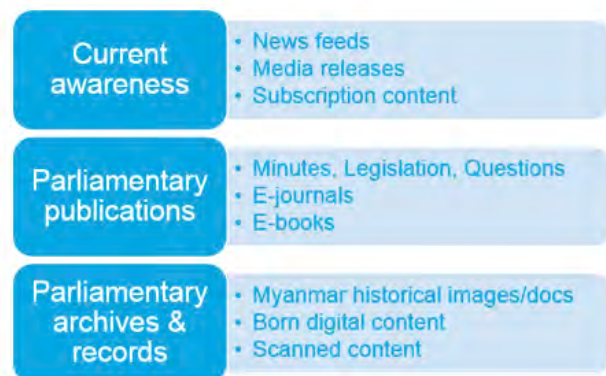 Current
awareness
• News feeds
• Media releases
• Subscription content
Parliamentary
publications
• Minutes, Legislation, Questions
• E-journals
• E-books
Parliamentary
archives &
records
• Myanmar historical images/docs
• Born digital content
• Scanned content